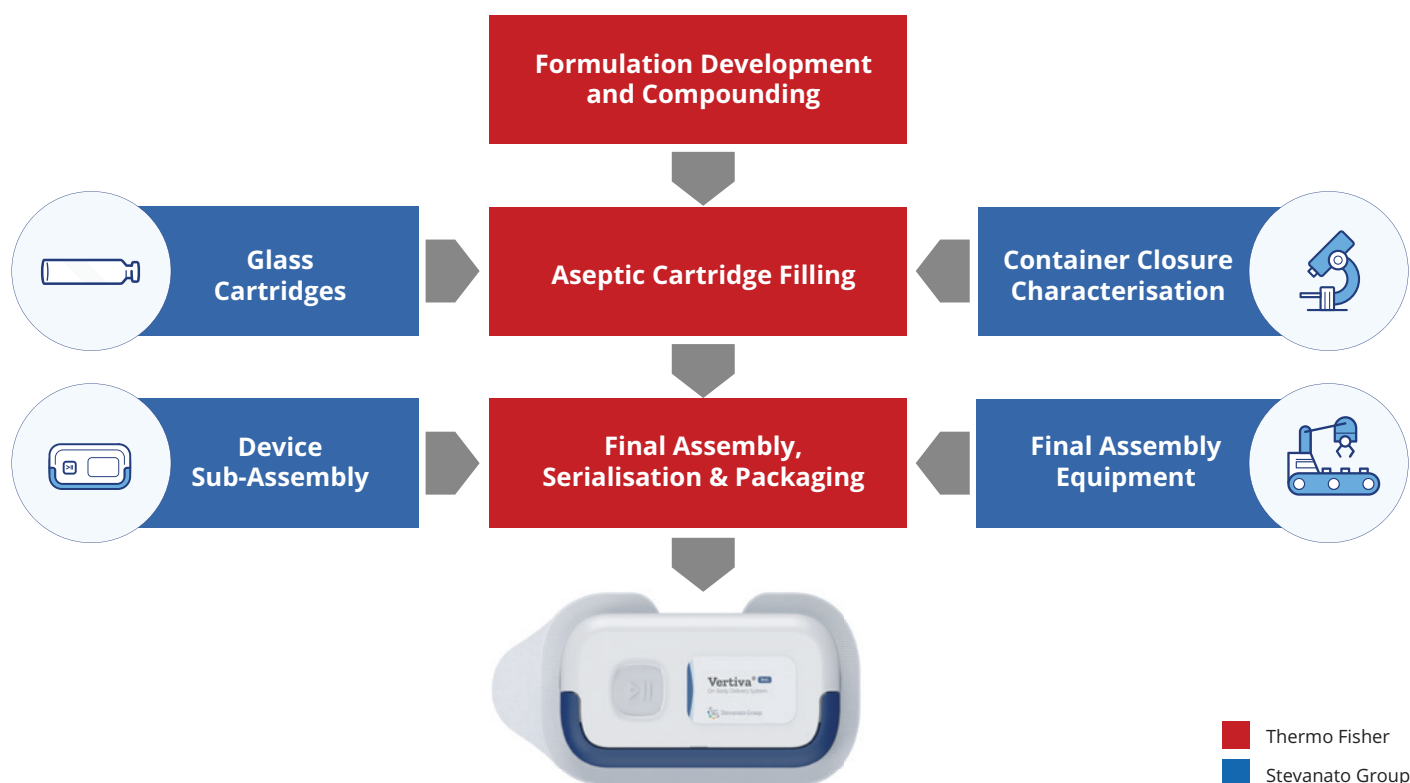 Formulation Development
and Compounding
Glass
Cartridges
Aseptic Cartridge Filling
Container Closure
Characterisation
Device
Sub-Assembly
Final Assembly,
Serialisation & Packaging
Final Assembly
Equipment
Vertiva®
On-Body Delivery System
Stevanato Group
Thermo Fisher
Stevanato Group